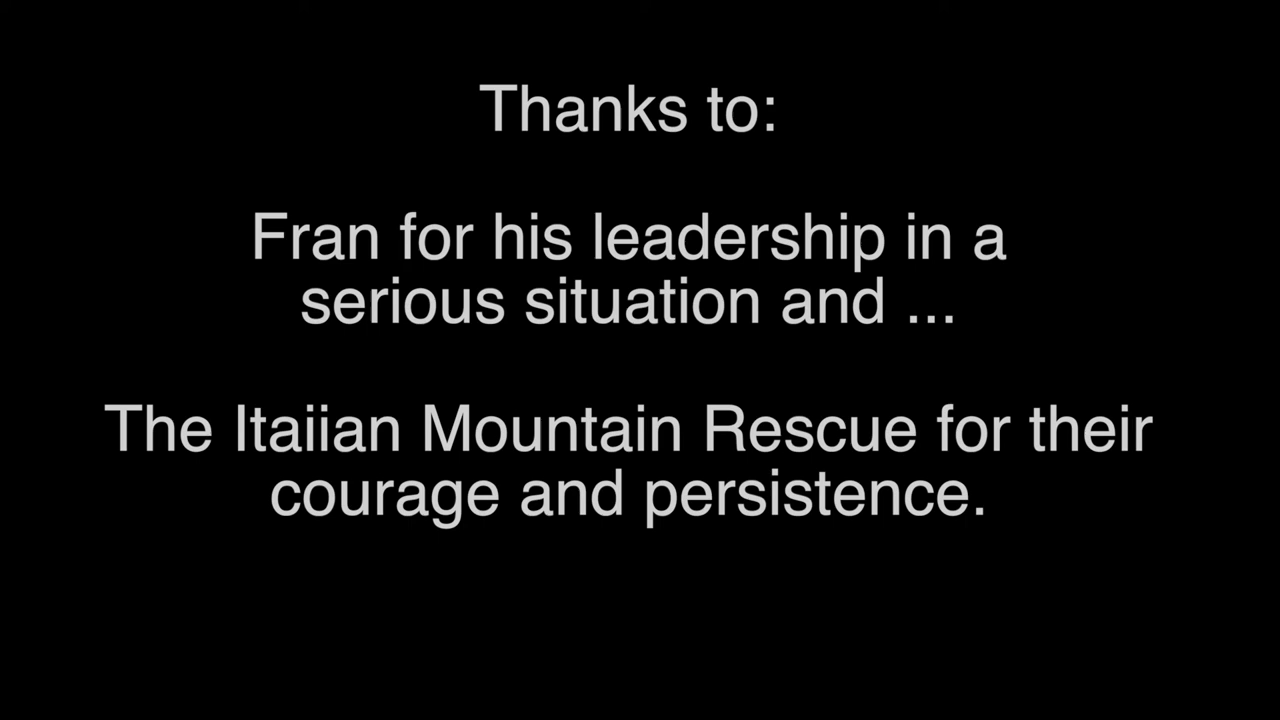 Thanks to:
Fran for his leadership in a
serious situation and ...
The Itaiian Mountain Rescue for their
courage and persistence.